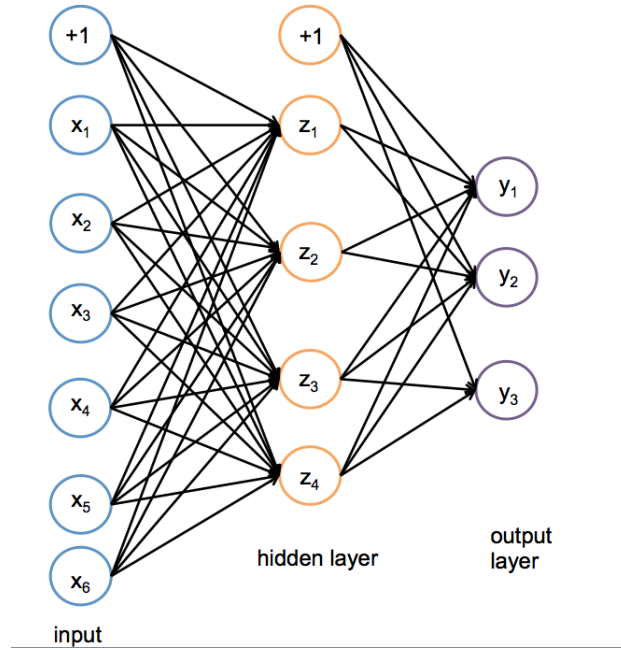 +1
x₁
x₂
x₃
x₄
x₅
x₆
input
+1
z₁
z₂
z₃
z₄
hidden layer
y₁
y₂
y₃
output
layer